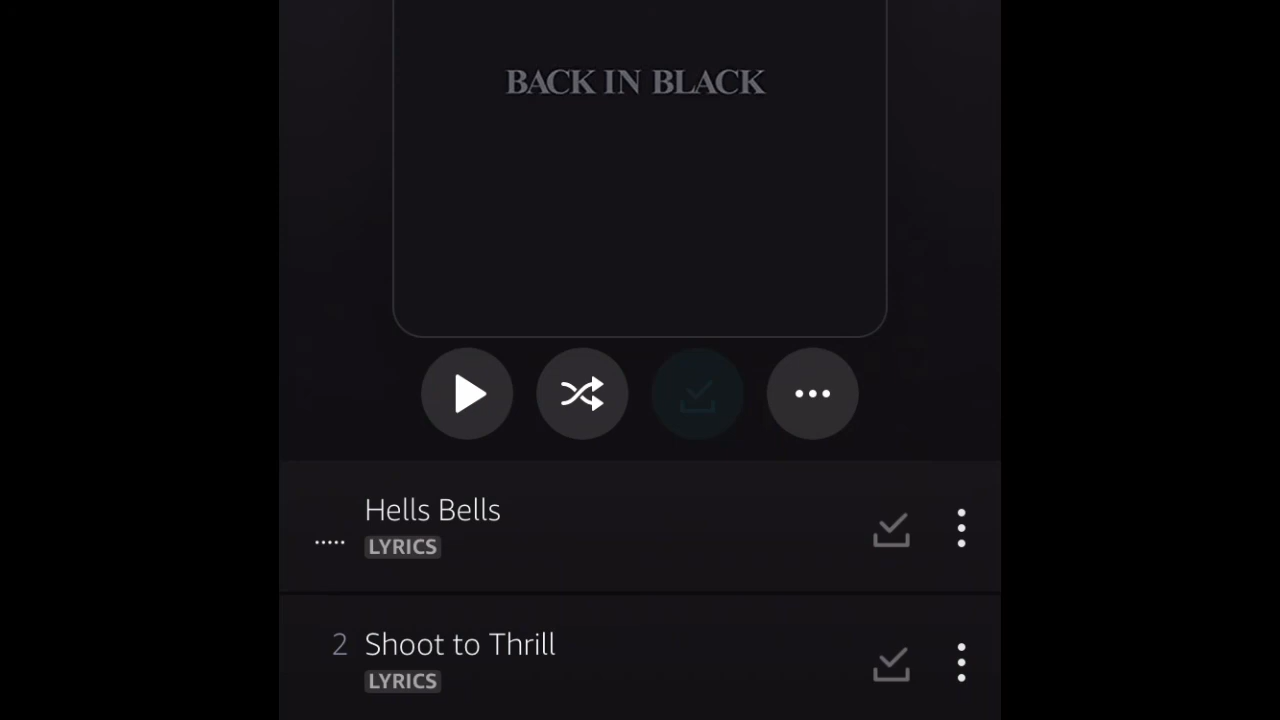 BACK IN BLACK
Hells Bells
LYRICS
2 Shoot to Thrill
LYRICS